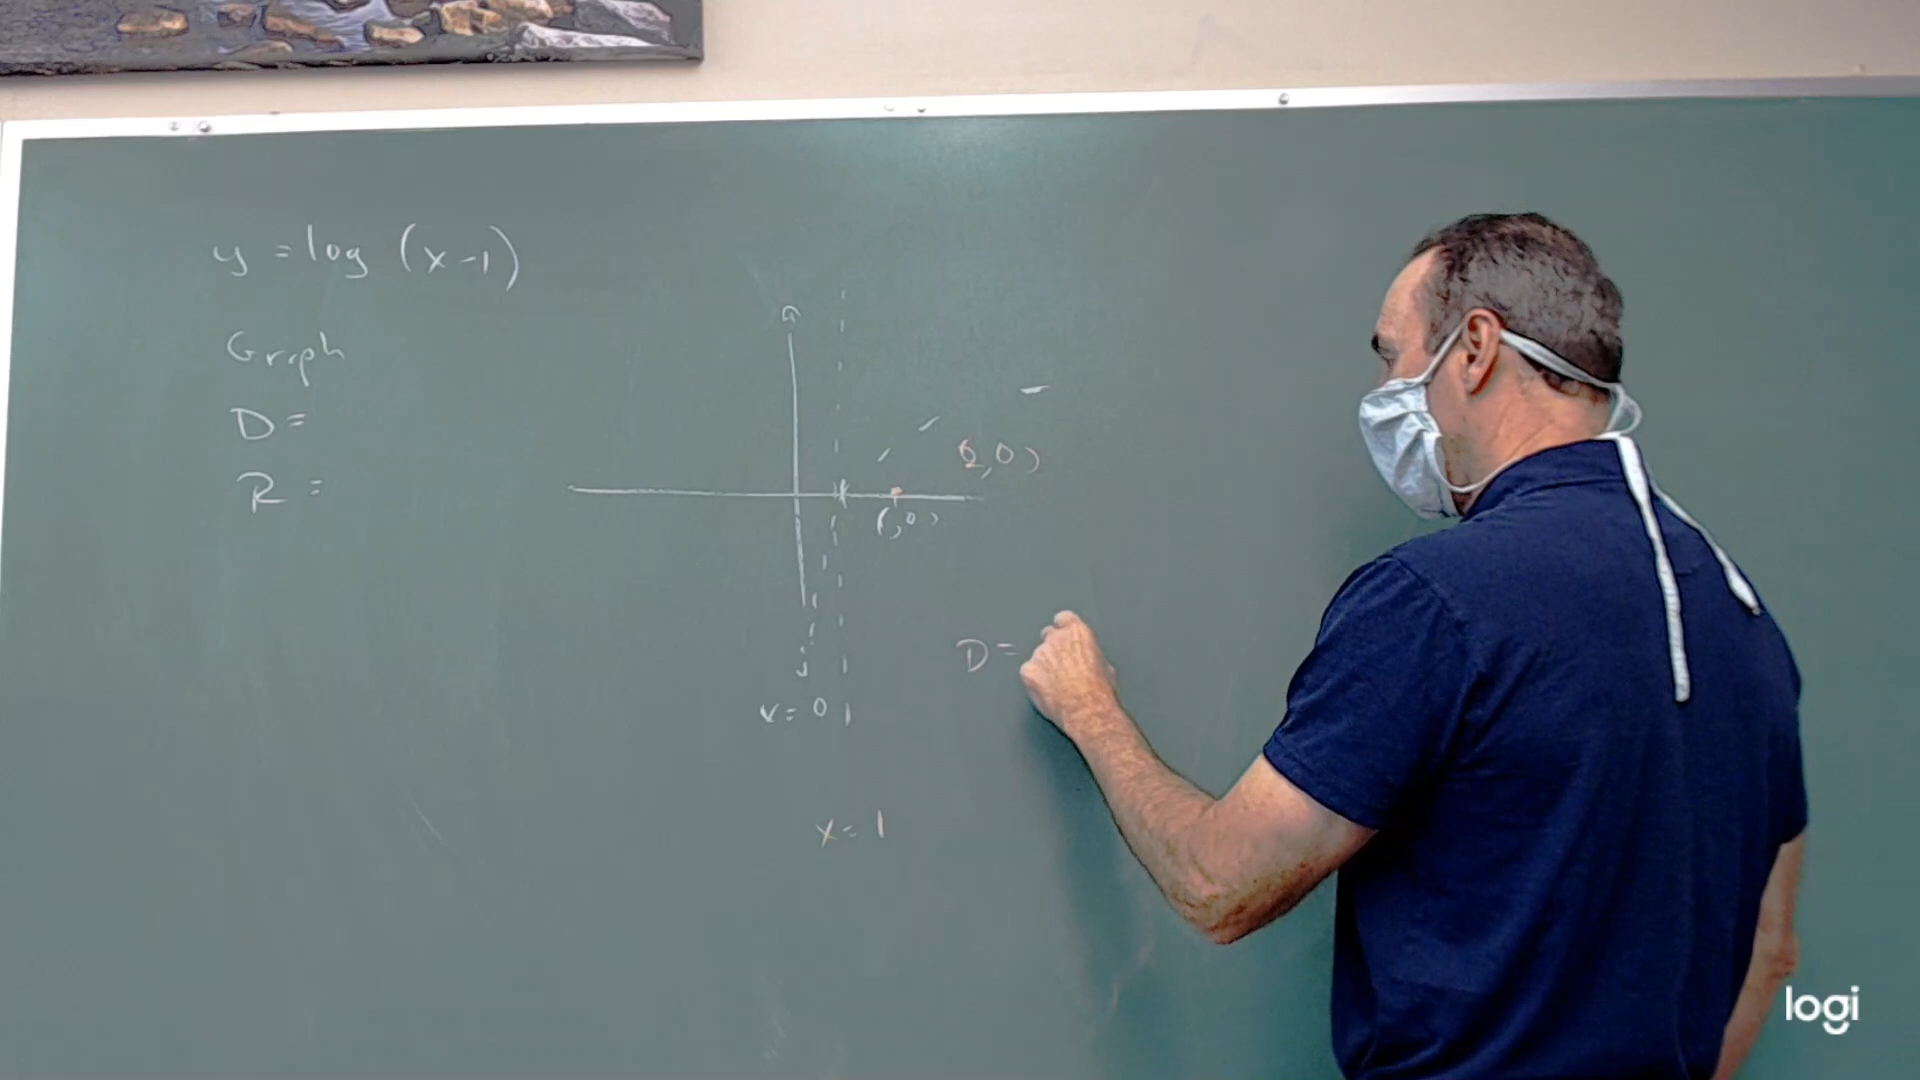 y = log (x-1)
Graph
D =
R =
(2,0)
(1,0)
D =
x = 0
x = 1
logi